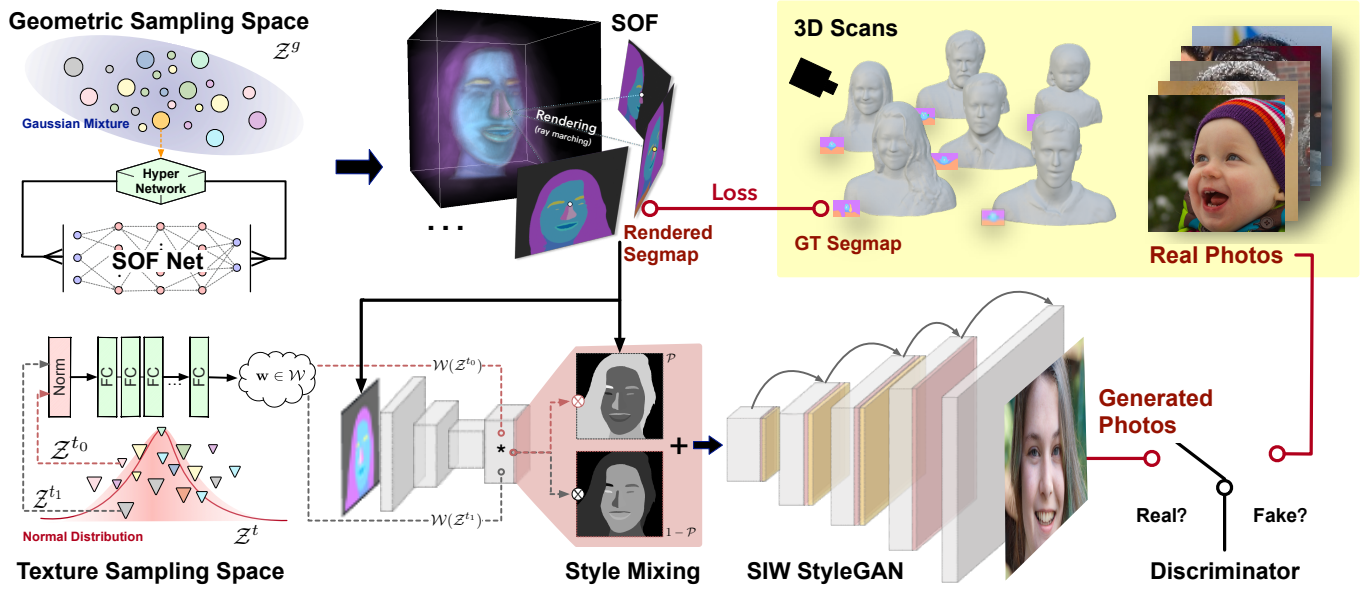 Geometric Sampling Space
𝒵^g
Gaussian Mixture
Hyper
Network
SOF Net
SOF
Rendering
(ray marching)
...
Rendered
Segmap
Loss
3D Scans
GT Segmap
Real Photos
Norm
FC
FC
FC
...
FC
w ∈ 𝒲
𝒲(𝒵^{t_0})
𝒲(𝒵^{t_1})
𝒵^{t_0}
𝒵^{t_1}
𝒵^t
Normal Distribution
Texture Sampling Space
*
𝒫
1 − 𝒫
+
Style Mixing
SIW StyleGAN
Generated
Photos
Real?
Fake?
Discriminator